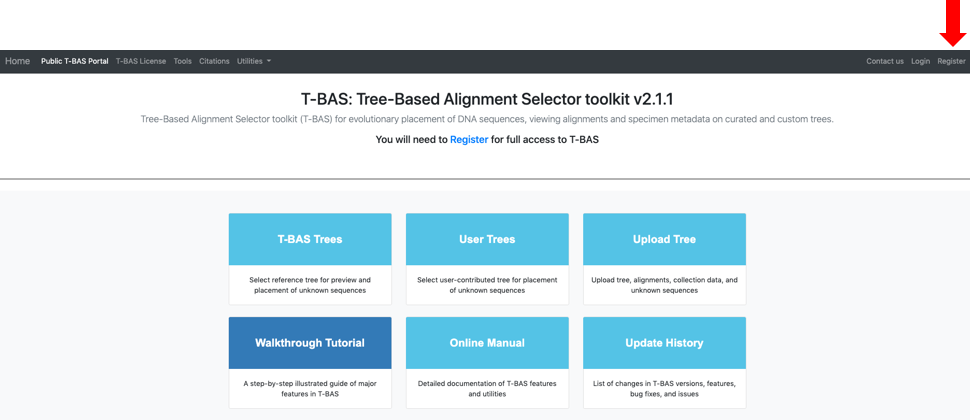 Home Public T-BAS Portal T-BAS License Tools Citations Utilities Contact us Login Register
T-BAS: Tree-Based Alignment Selector toolkit v2.1.1
Tree-Based Alignment Selector toolkit (T-BAS) for evolutionary placement of DNA sequences, viewing alignments and specimen metadata on curated and custom trees.
You will need to Register for full access to T-BAS
T-BAS Trees
Select reference tree for preview and
placement of unknown sequences
User Trees
Select user-contributed tree for placement
of unknown sequences
Upload Tree
Upload tree, alignments, collection data, and
unknown sequences
Walkthrough Tutorial
A step-by-step illustrated guide of major
features in T-BAS
Online Manual
Detailed documentation of T-BAS features
and utilities
Update History
List of changes in T-BAS versions, features,
bug fixes, and issues